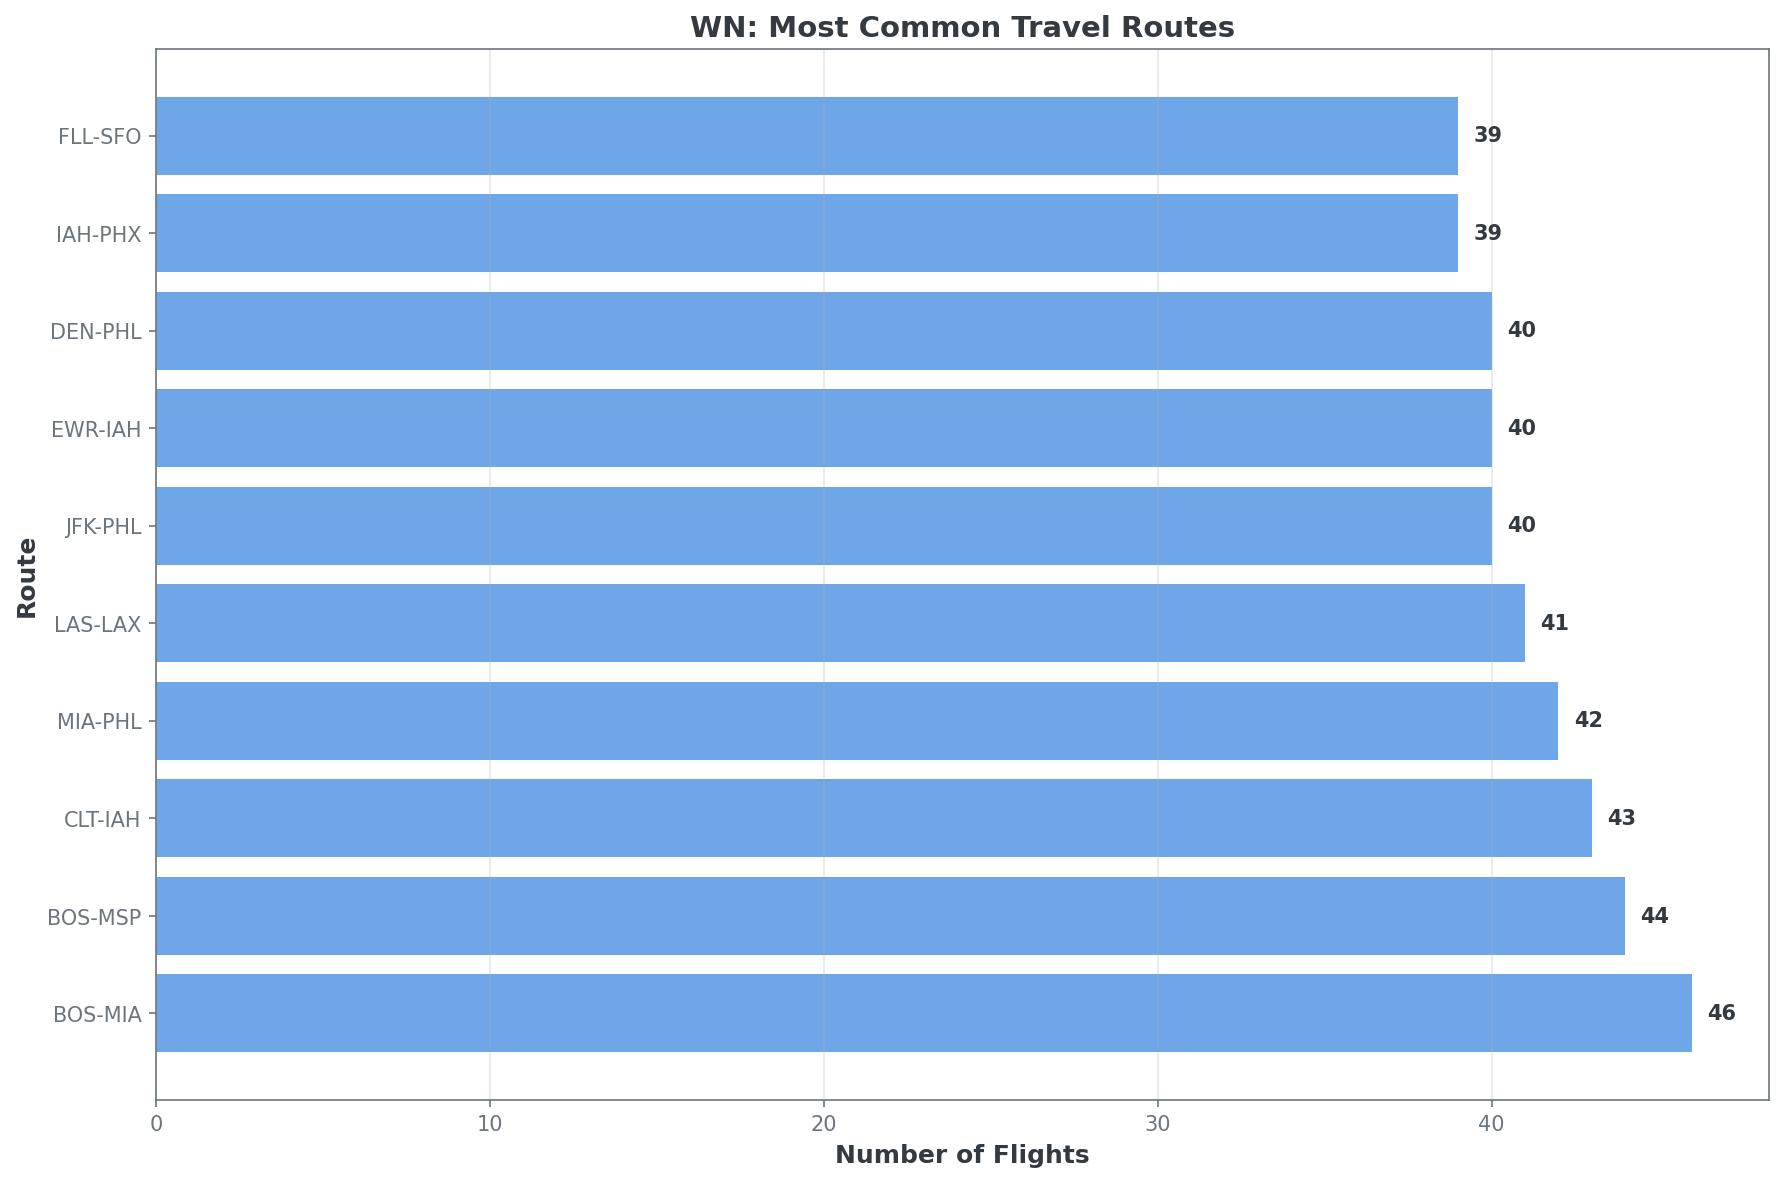 WN: Most Common Travel Routes
Route
FLL-SFO 39
IAH-PHX 39
DEN-PHL 40
EWR-IAH 40
JFK-PHL 40
LAS-LAX 41
MIA-PHL 42
CLT-IAH 43
BOS-MSP 44
BOS-MIA 46
0 10 20 30 40
Number of Flights